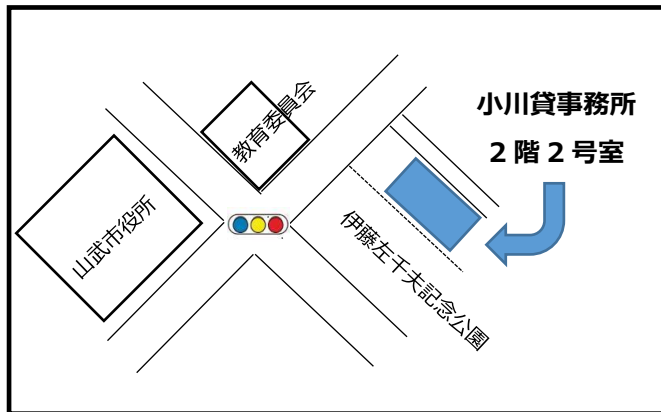 教育委員会
小川貸事務所
２階２号室
山武市役所
伊藤左千夫記念公園